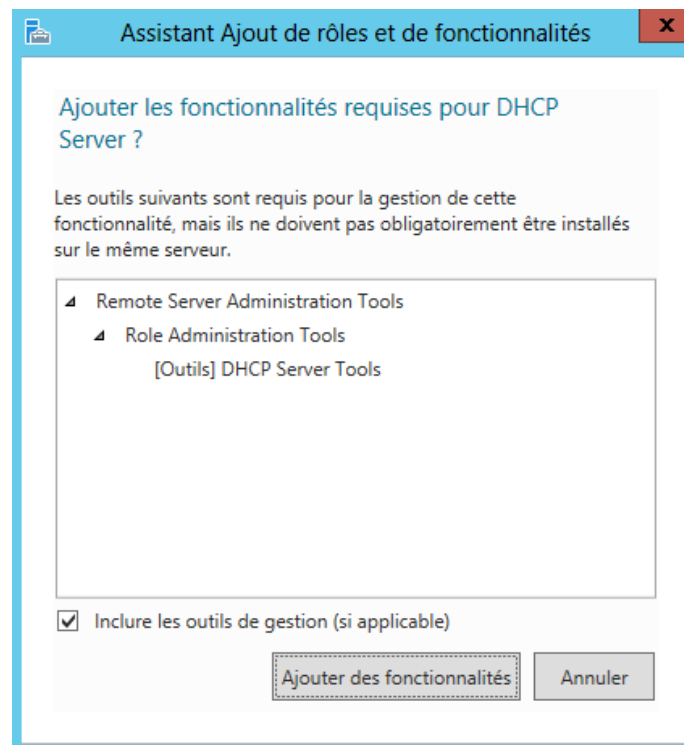 Assistant Ajout de rôles et de fonctionnalités
x
Ajouter les fonctionnalités requises pour DHCP
Server ?
Les outils suivants sont requis pour la gestion de cette
fonctionnalité, mais ils ne doivent pas obligatoirement être installés
sur le même serveur.
Remote Server Administration Tools
Role Administration Tools
[Outils] DHCP Server Tools
Inclure les outils de gestion (si applicable)
Ajouter des fonctionnalités
Annuler